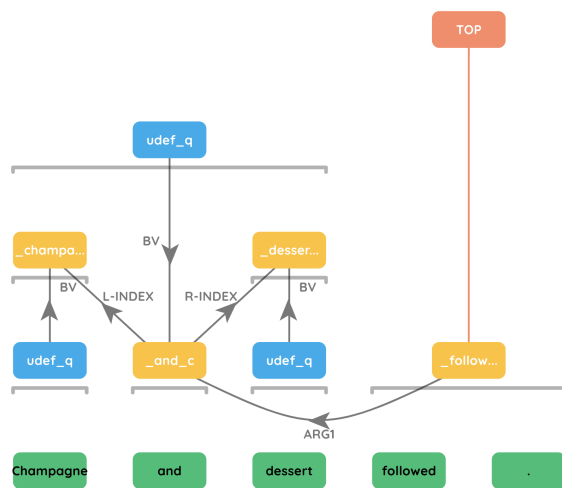 TOP
udef_q
BV
_champa...
_desser...
BV
L-INDEX
R-INDEX
BV
udef_q
_and_c
udef_q
_follow...
ARG1
Champagne and dessert followed .